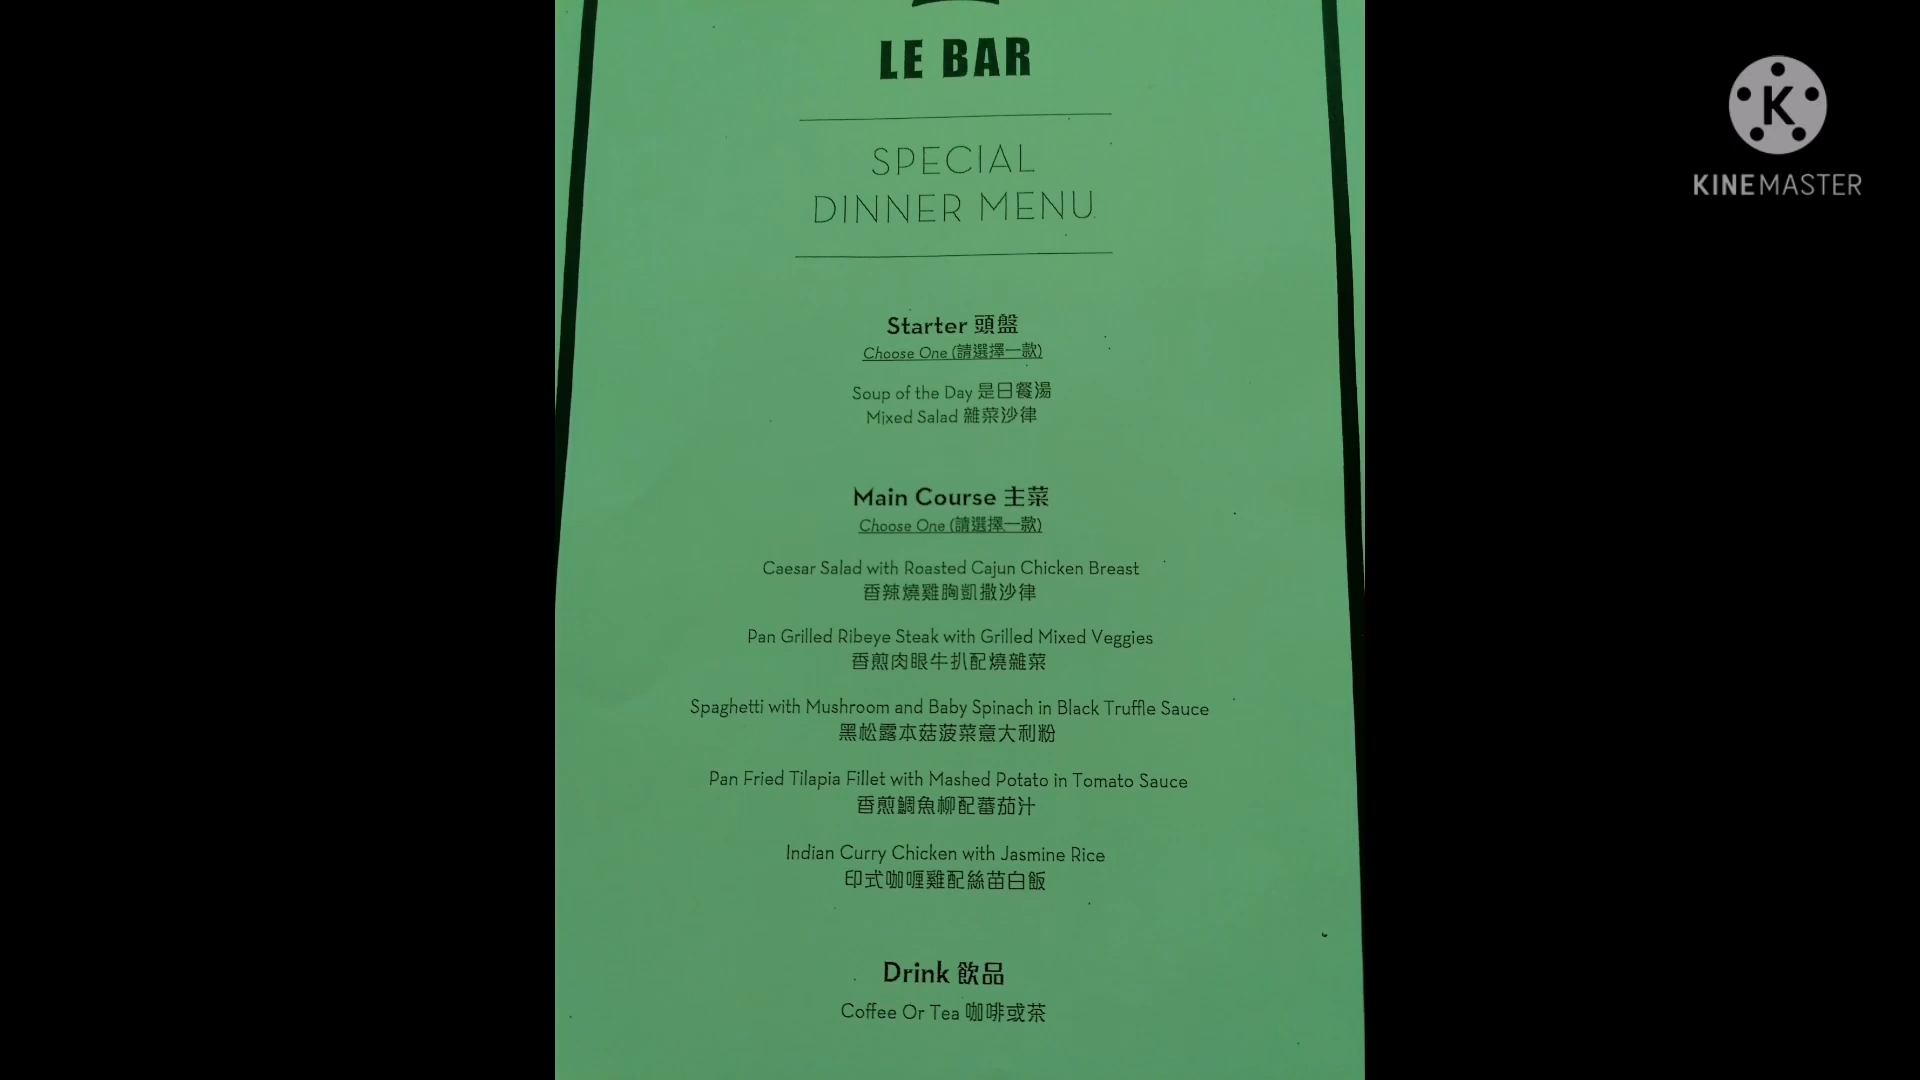 LE BAR
SPECIAL
DINNER MENU
Starter 頭盤
Choose One (請選擇一款)
Soup of the Day 是日餐湯
Mixed Salad 雜菜沙律
Main Course 主菜
Choose One (請選擇一款)
Caesar Salad with Roasted Cajun Chicken Breast
香辣燒雞胸凱撒沙律
Pan Grilled Ribeye Steak with Grilled Mixed Veggies
香煎肉眼牛扒配燒雜菜
Spaghetti with Mushroom and Baby Spinach in Black Truffle Sauce
黑松露本菇菠菜意大利粉
Pan Fried Tilapia Fillet with Mashed Potato in Tomato Sauce
香煎鯛魚柳配蕃茄汁
Indian Curry Chicken with Jasmine Rice
印式咖喱雞配絲苗白飯
Drink 飲品
Coffee Or Tea 咖啡或茶
K
KINEMASTER